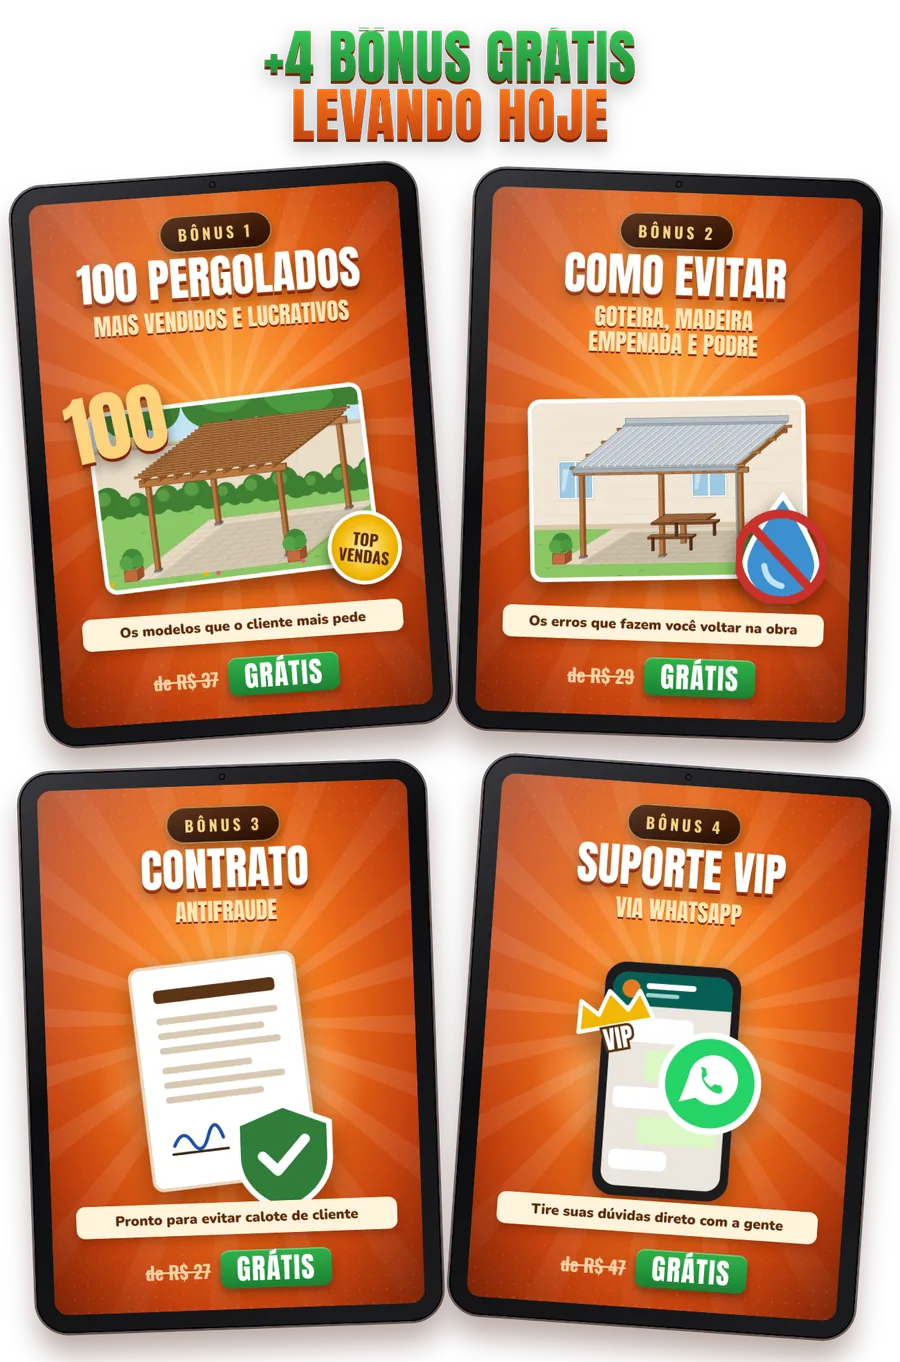 +4 BÔNUS GRÁTIS
LEVANDO HOJE
BÔNUS 1
100 PERGOLADOS
MAIS VENDIDOS E LUCRATIVOS
100
TOP
VENDAS
Os modelos que o cliente mais pede
de R$ 37 GRÁTIS
BÔNUS 2
COMO EVITAR
GOTEIRA, MADEIRA
EMPENADA E PODRE
Os erros que fazem você voltar na obra
de R$ 29 GRÁTIS
BÔNUS 3
CONTRATO
ANTIFRAUDE
Pronto para evitar calote de cliente
de R$ 27 GRÁTIS
BÔNUS 4
SUPORTE VIP
VIA WHATSAPP
VIP
Tire suas dúvidas direto com a gente
de R$ 47 GRÁTIS